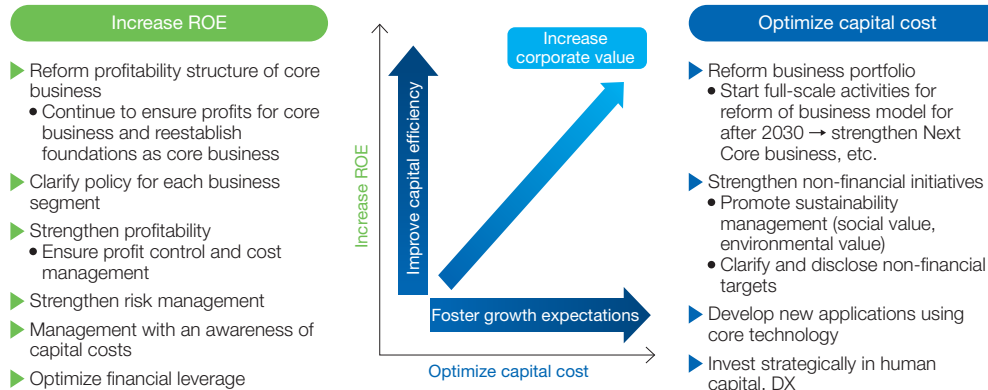 Increase ROE
▶ Reform profitability structure of core
business
• Continue to ensure profits for core
business and reestablish
foundations as core business
▶ Clarify policy for each business
segment
▶ Strengthen profitability
• Ensure profit control and cost
management
▶ Strengthen risk management
▶ Management with an awareness of
capital costs
▶ Optimize financial leverage
Increase ROE
Improve capital efficiency
Increase
corporate value
Foster growth expectations
Optimize capital cost
Optimize capital cost
▶ Reform business portfolio
• Start full-scale activities for
reform of business model for
after 2030 → strengthen Next
Core business, etc.
▶ Strengthen non-financial initiatives
• Promote sustainability
management (social value,
environmental value)
• Clarify and disclose non-financial
targets
▶ Develop new applications using
core technology
▶ Invest strategically in human
capital, DX